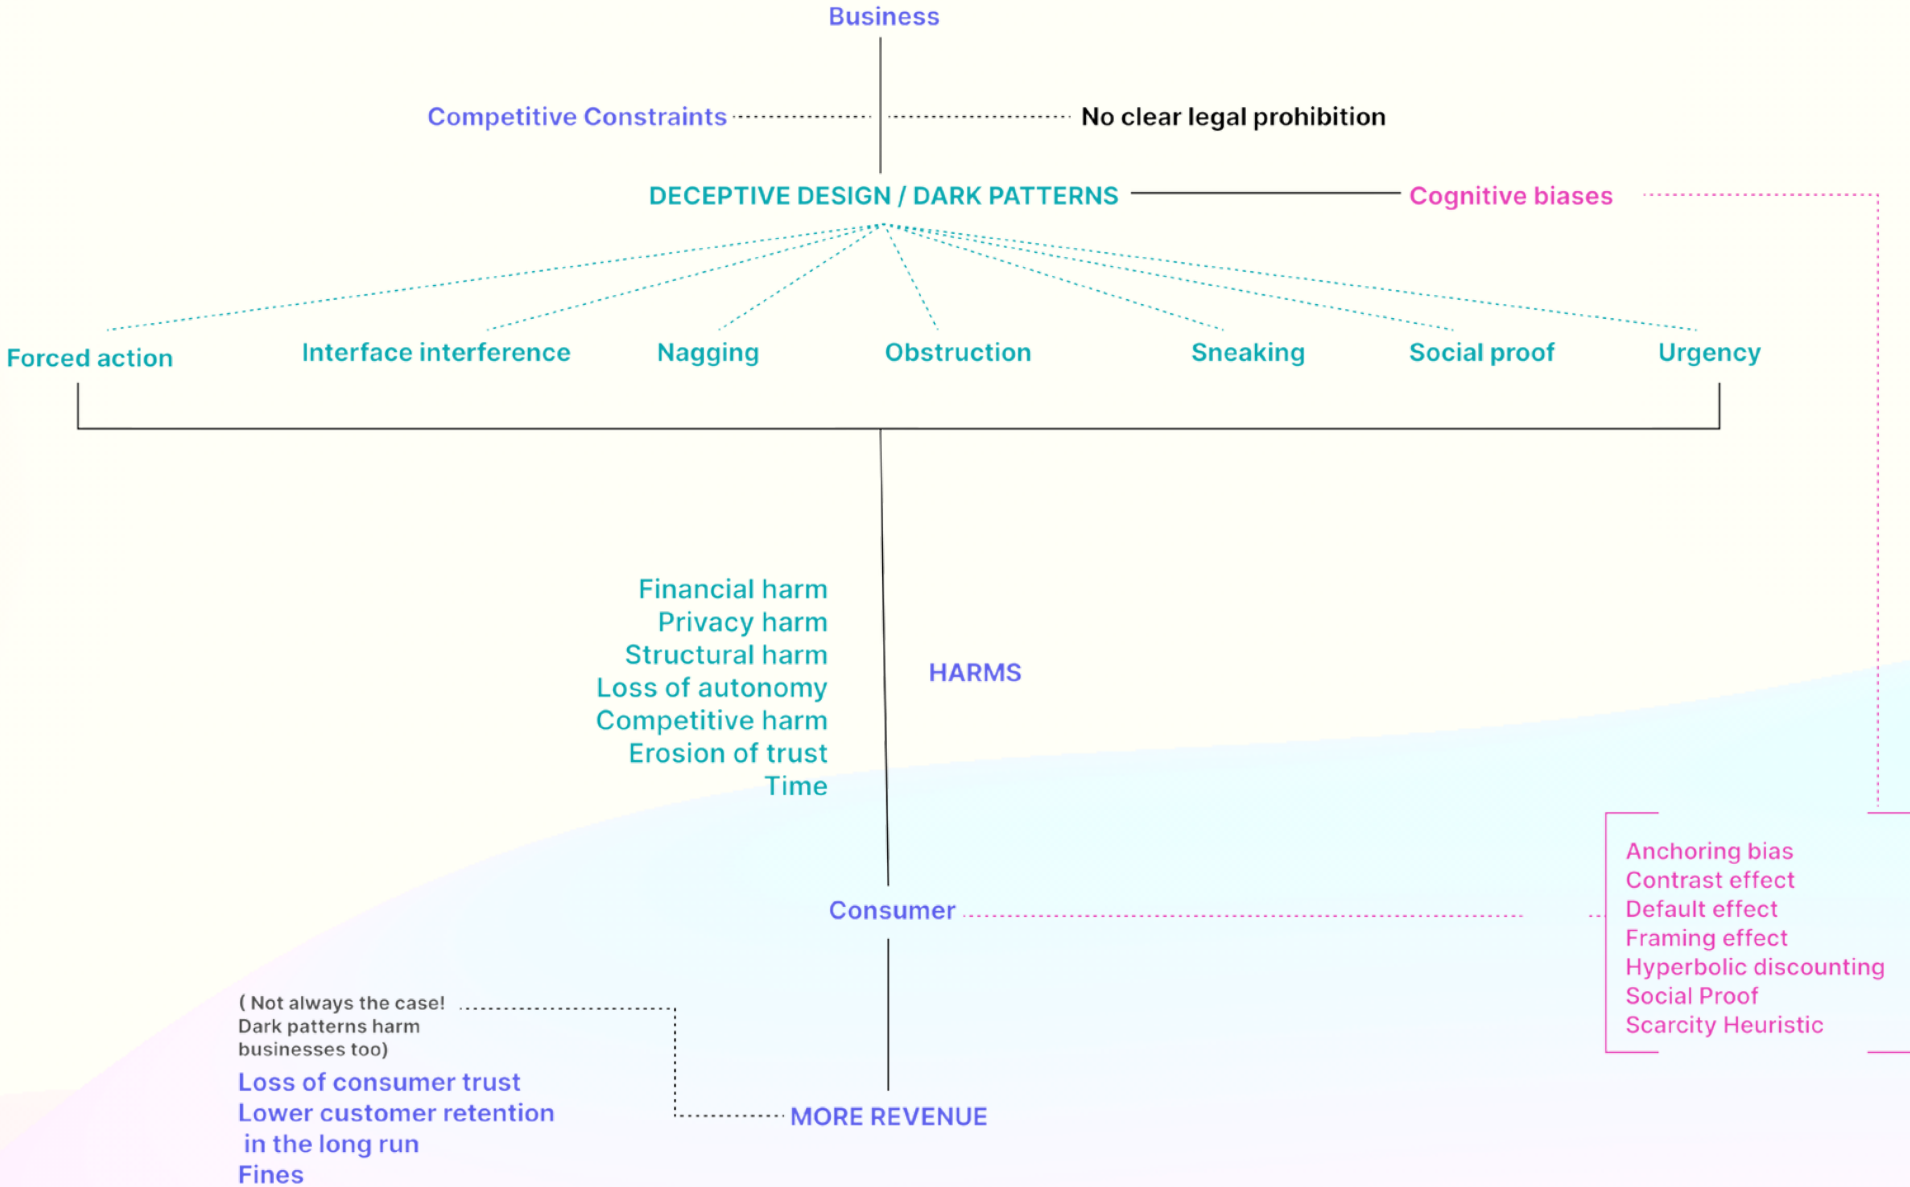 Business
Competitive Constraints
No clear legal prohibition
DECEPTIVE DESIGN / DARK PATTERNS
Cognitive biases
Forced action
Interface interference
Nagging
Obstruction
Sneaking
Social proof
Urgency
Financial harm
Privacy harm
Structural harm
Loss of autonomy
Competitive harm
Erosion of trust
Time
HARMS
Consumer
Anchoring bias
Contrast effect
Default effect
Framing effect
Hyperbolic discounting
Social Proof
Scarcity Heuristic
( Not always the case!
Dark patterns harm
businesses too)
Loss of consumer trust
Lower customer retention
in the long run
Fines
MORE REVENUE